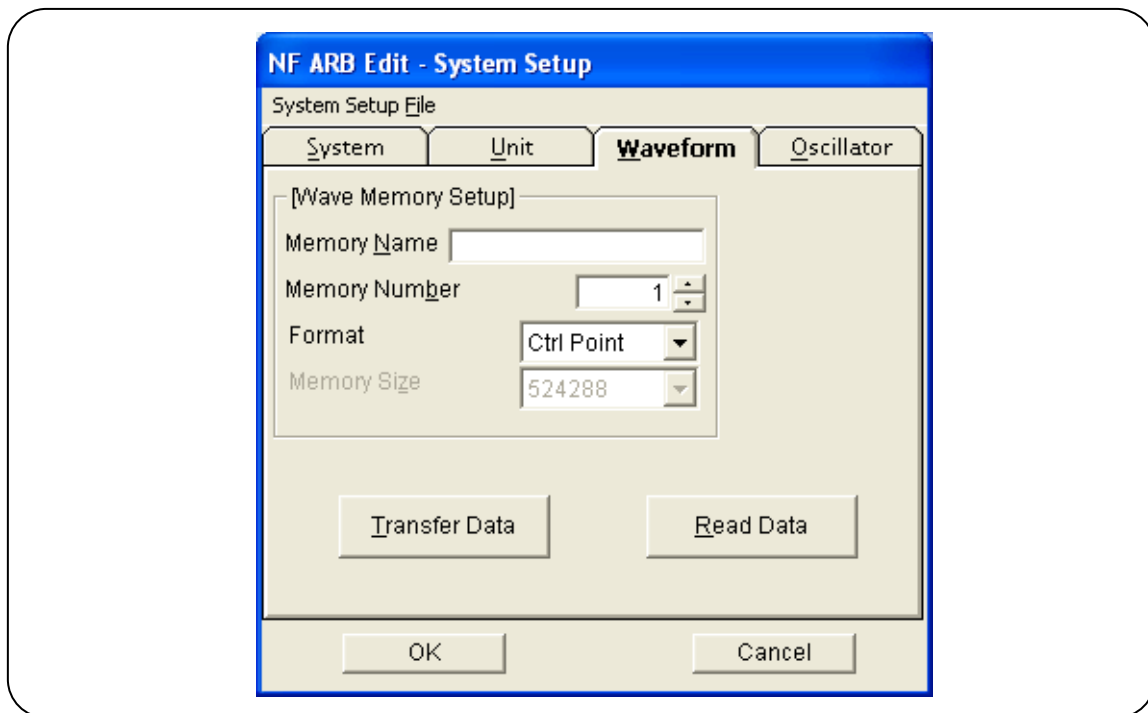 NF ARB Edit - System Setup
System Setup File
System Unit Waveform Oscillator
[Wave Memory Setup]
Memory Name
Memory Number 1
Format Ctrl Point
Memory Size 524288
Transfer Data Read Data
OK Cancel